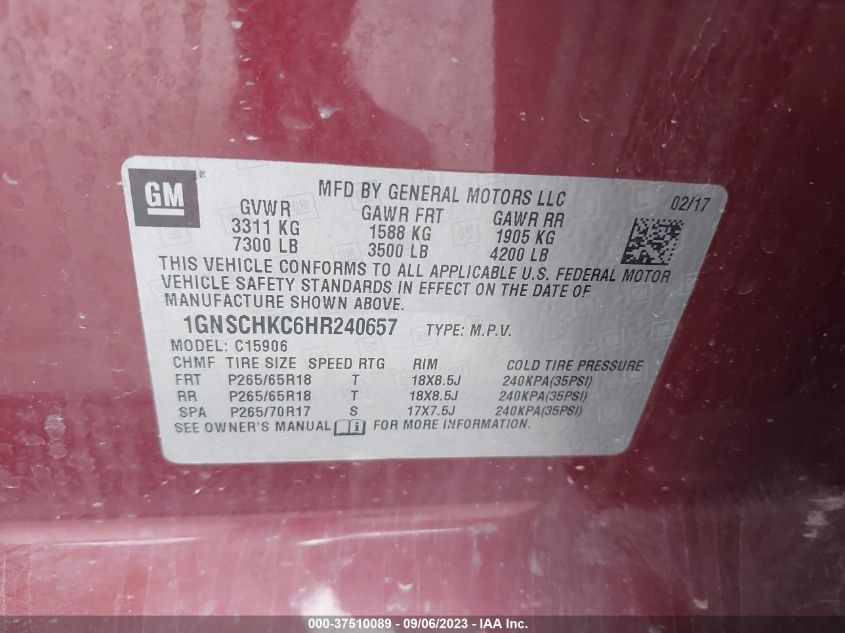 GM
MFD BY GENERAL MOTORS LLC
02/17
GVWR GAWR FRT GAWR RR
3311 KG 1588 KG 1905 KG
7300 LB 3500 LB 4200 LB
THIS VEHICLE CONFORMS TO ALL APPLICABLE U.S. FEDERAL MOTOR
VEHICLE SAFETY STANDARDS IN EFFECT ON THE DATE OF
MANUFACTURE SHOWN ABOVE.
1GNSCHKC6HR240657 TYPE: M.P.V.
MODEL: C15906
CHMF TIRE SIZE SPEED RTG RIM COLD TIRE PRESSURE
FRT P265/65R18 T 18X8.5J 240KPA(35PSI)
RR P265/65R18 T 18X8.5J 240KPA(35PSI)
SPA P265/70R17 S 17X7.5J 240KPA(35PSI)
SEE OWNER'S MANUAL FOR MORE INFORMATION.
000-37510089 - 09/06/2023 - IAA Inc.